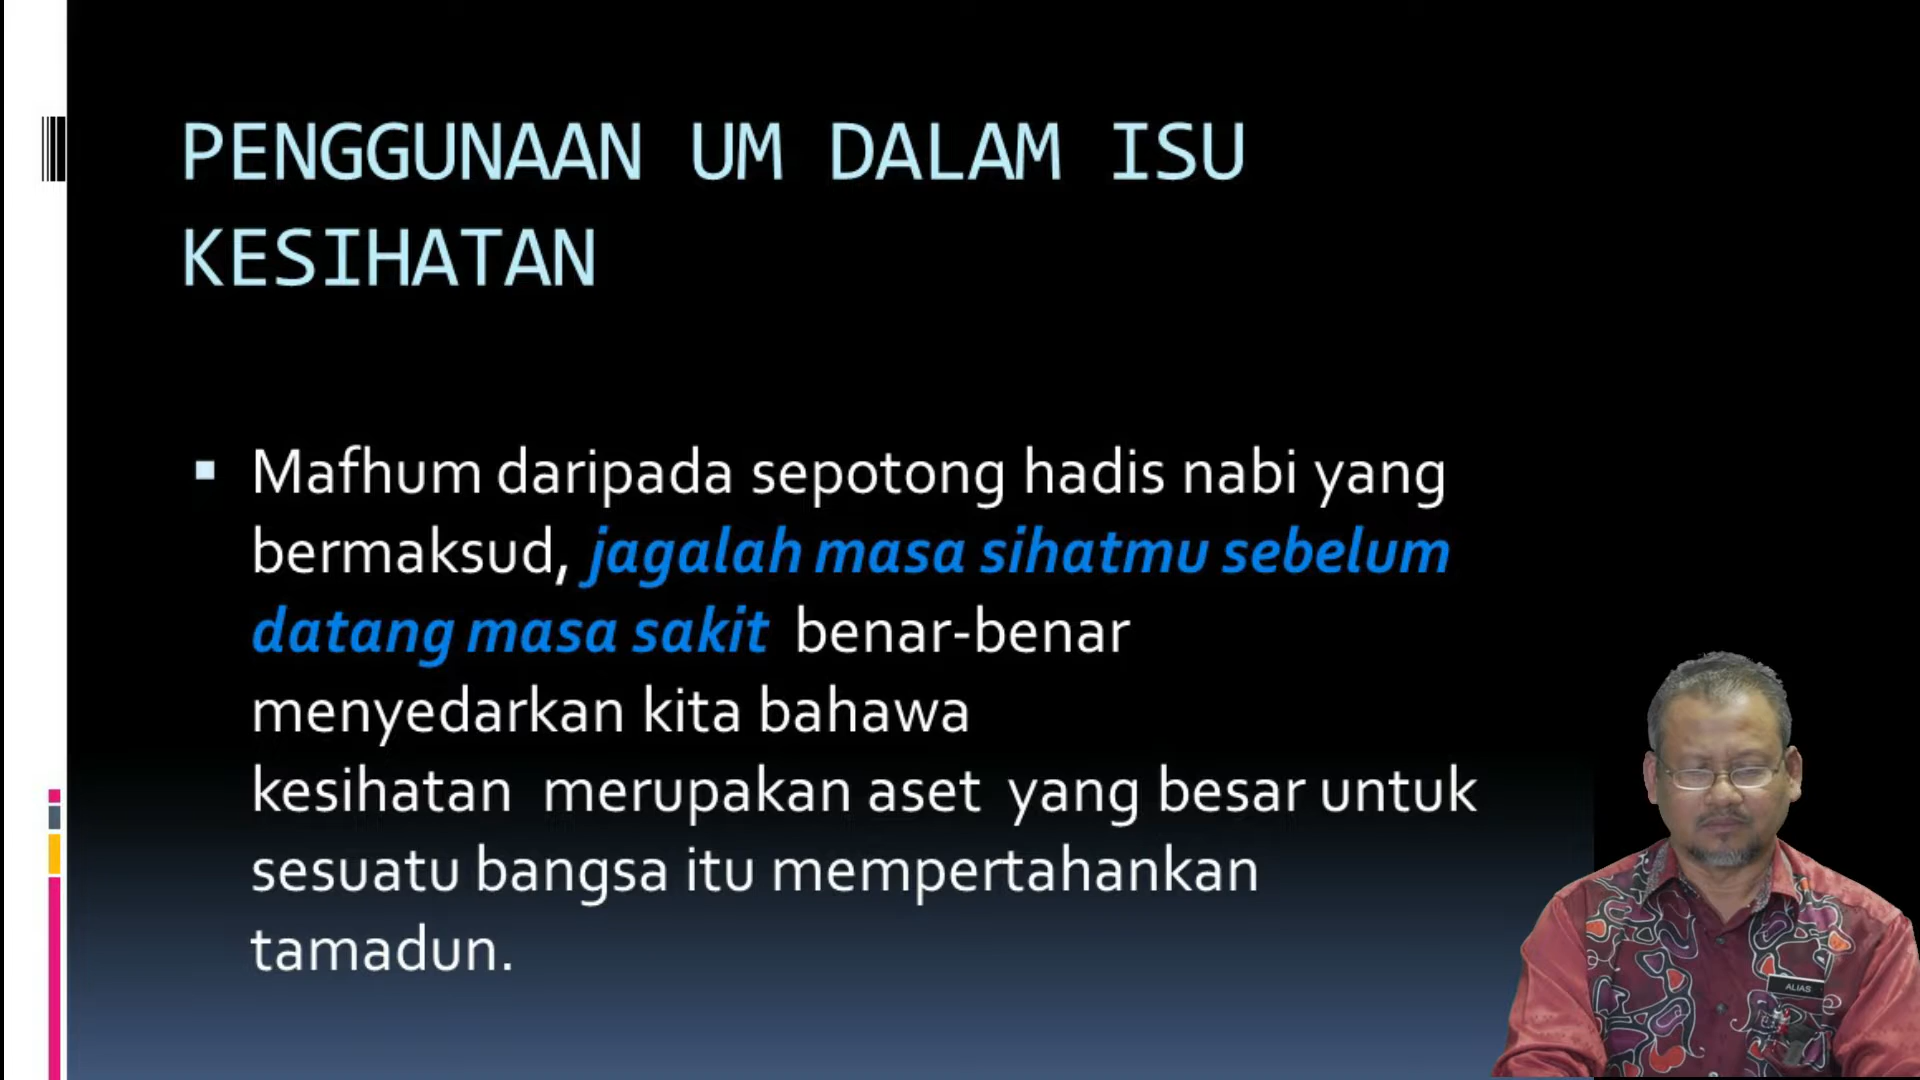 PENGGUNAAN UM DALAM ISU
KESIHATAN
Mafhum daripada sepotong hadis nabi yang
bermaksud, jagalah masa sihatmu sebelum
datang masa sakit benar-benar
menyedarkan kita bahawa
kesihatan merupakan aset yang besar untuk
sesuatu bangsa itu mempertahankan
tamadun.
ALIAS